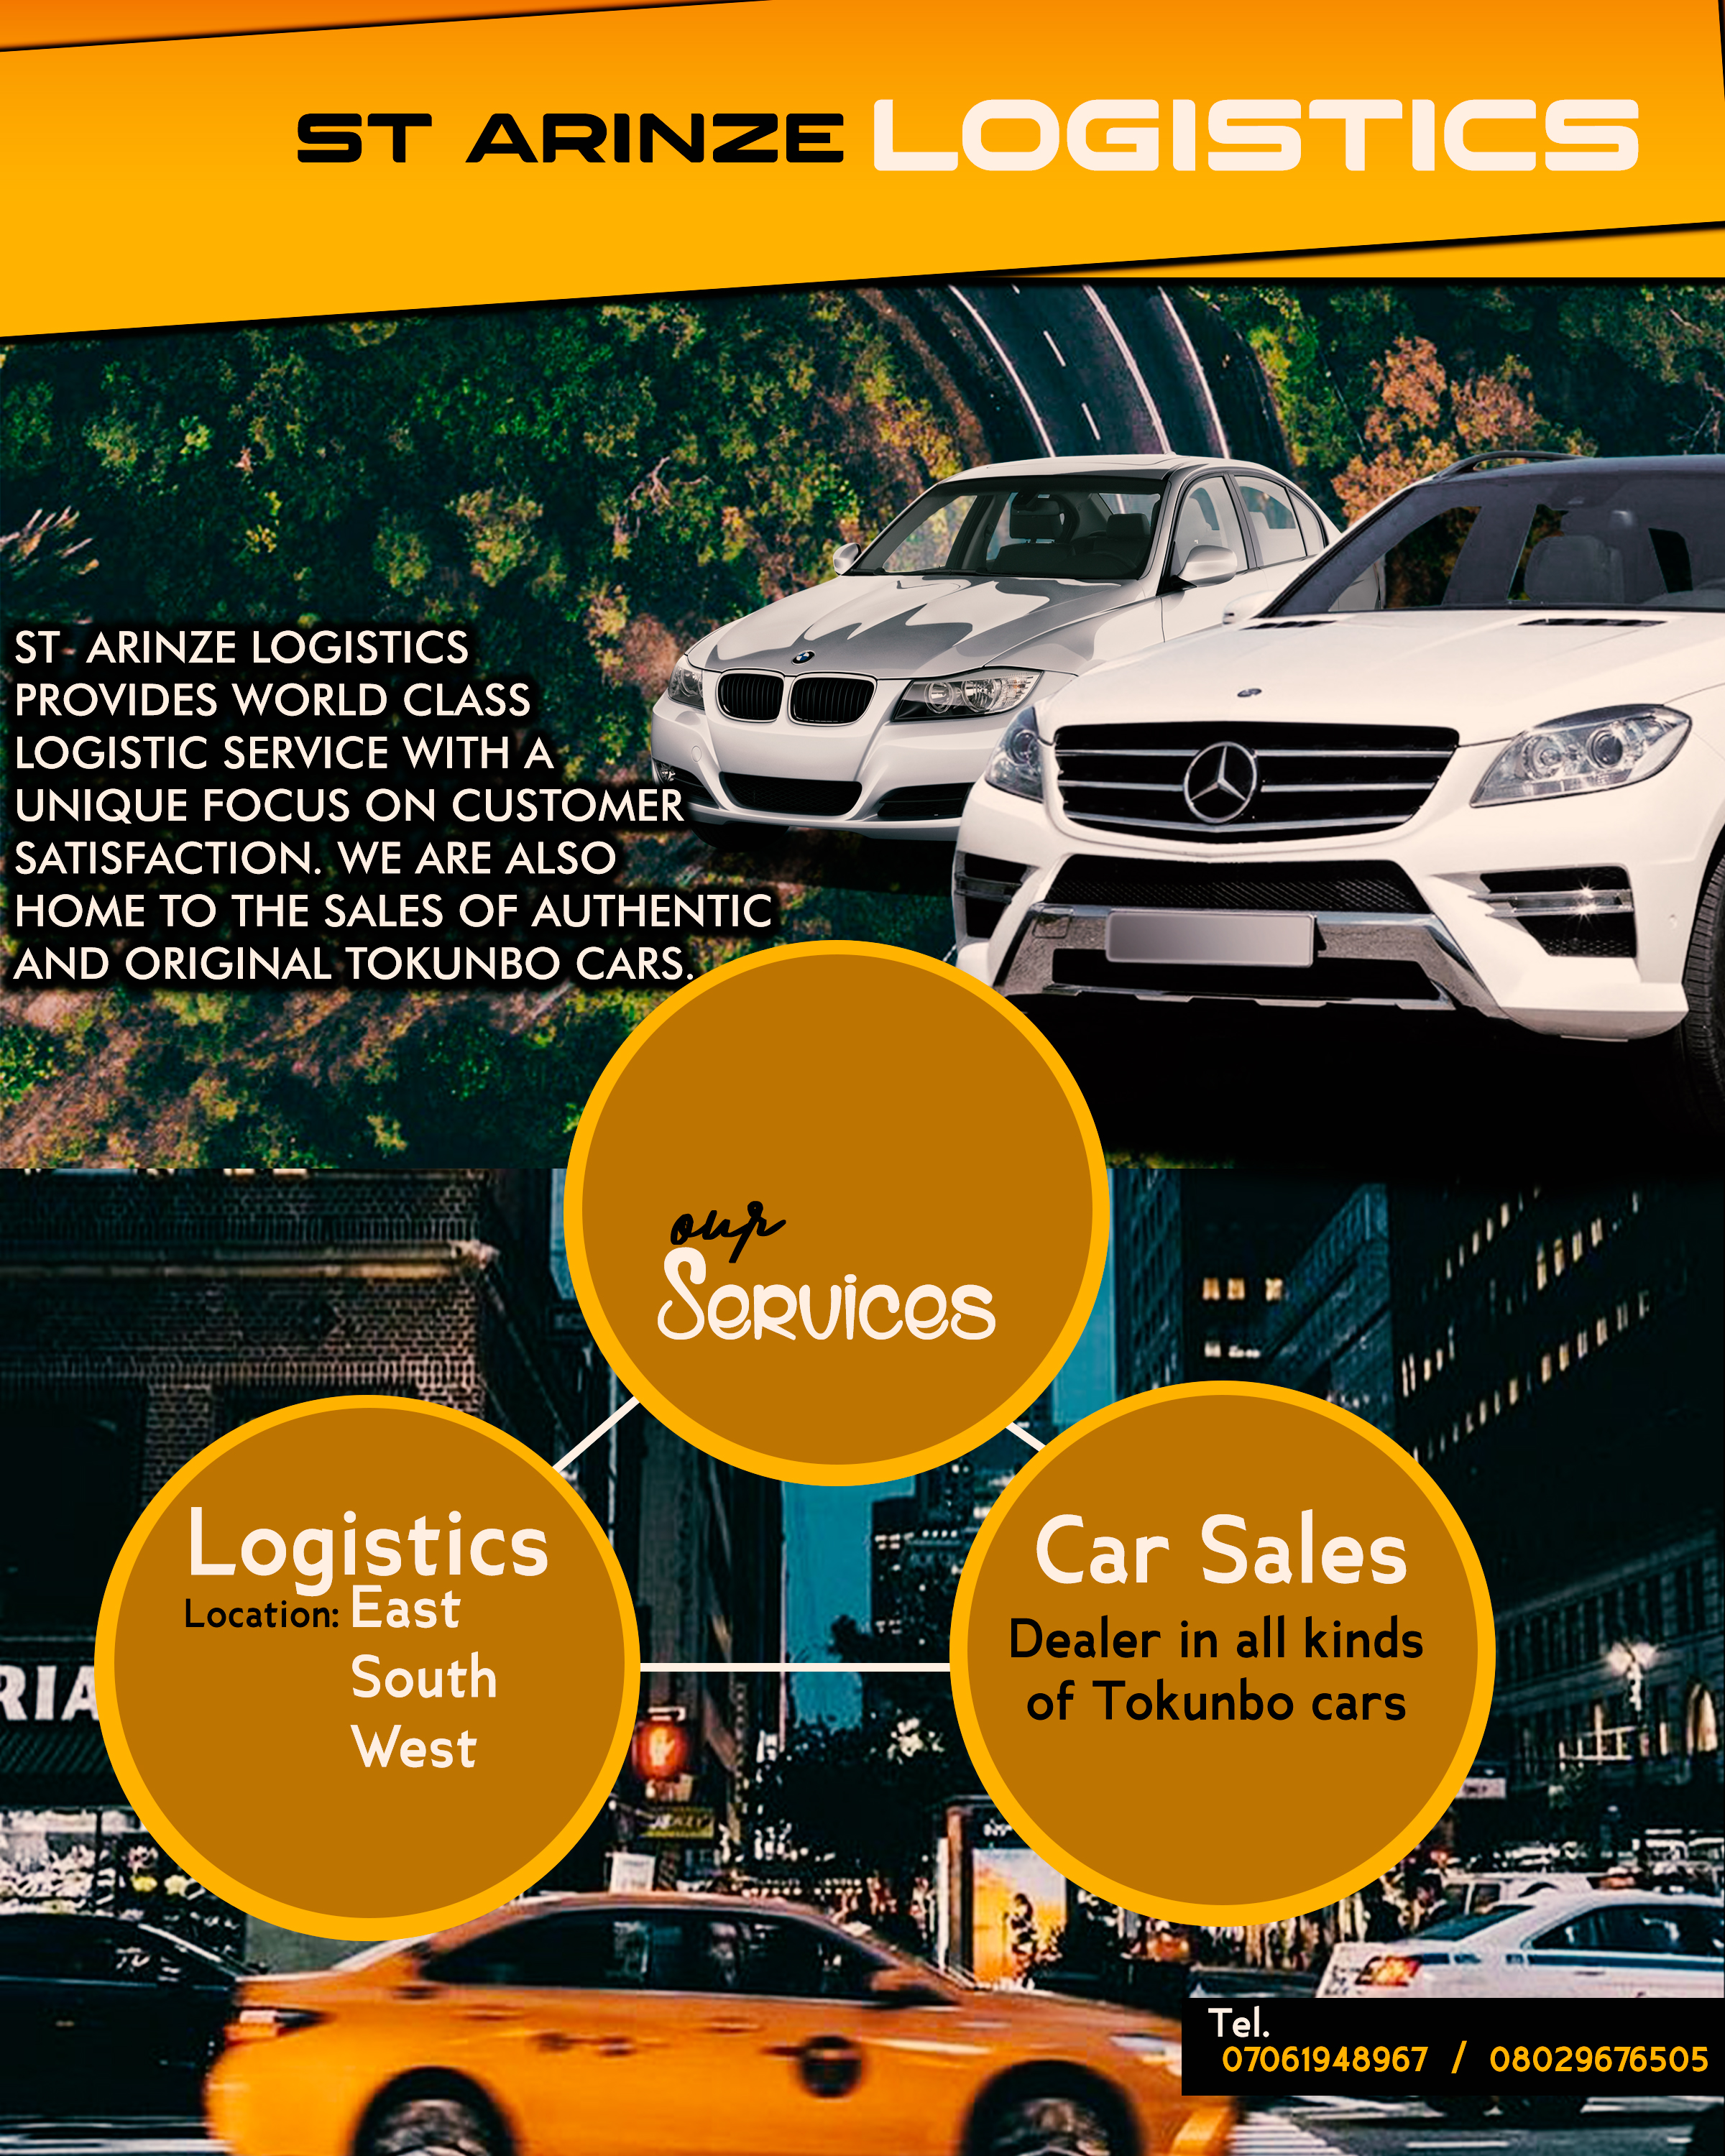 ST ARINZE LOGISTICS
ST- ARINZE LOGISTICS
PROVIDES WORLD CLASS
LOGISTIC SERVICE WITH A
UNIQUE FOCUS ON CUSTOMER
SATISFACTION. WE ARE ALSO
HOME TO THE SALES OF AUTHENTIC
AND ORIGINAL TOKUNBO CARS.
our
Services
Logistics
Location: East
South
West
Car Sales
Dealer in all kinds
of Tokunbo cars
RIA
Tel.
07061948967 / 08029676505